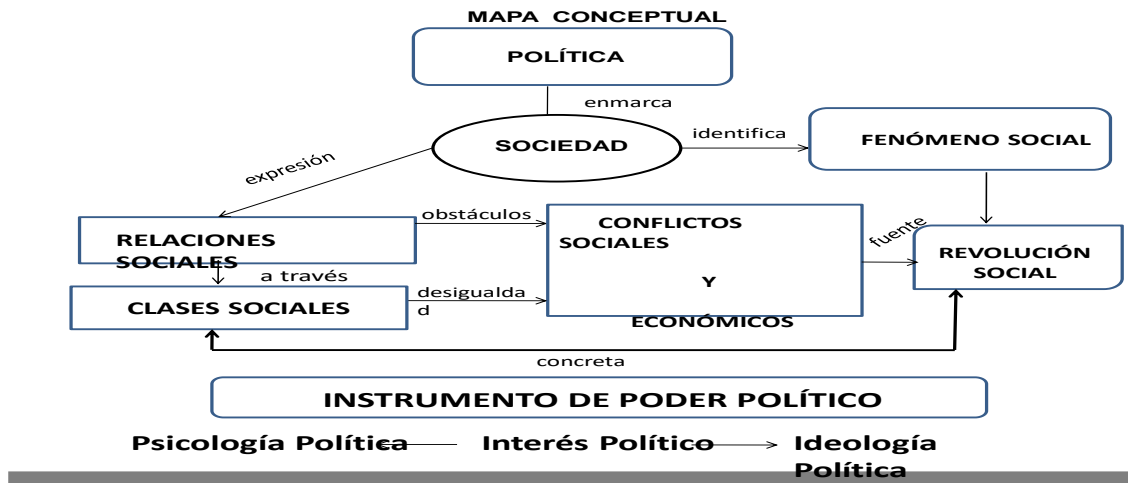 MAPA CONCEPTUAL
POLÍTICA
enmarca
SOCIEDAD
identifica
FENÓMENO SOCIAL
expresión
RELACIONES
SOCIALES
obstáculos
CONFLICTOS
SOCIALES
Y
ECONÓMICOS
fuente
REVOLUCIÓN
SOCIAL
a través
CLASES SOCIALES
desigualda
d
concreta
INSTRUMENTO DE PODER POLÍTICO
Psicología Política
Interés Político
Ideología
Política